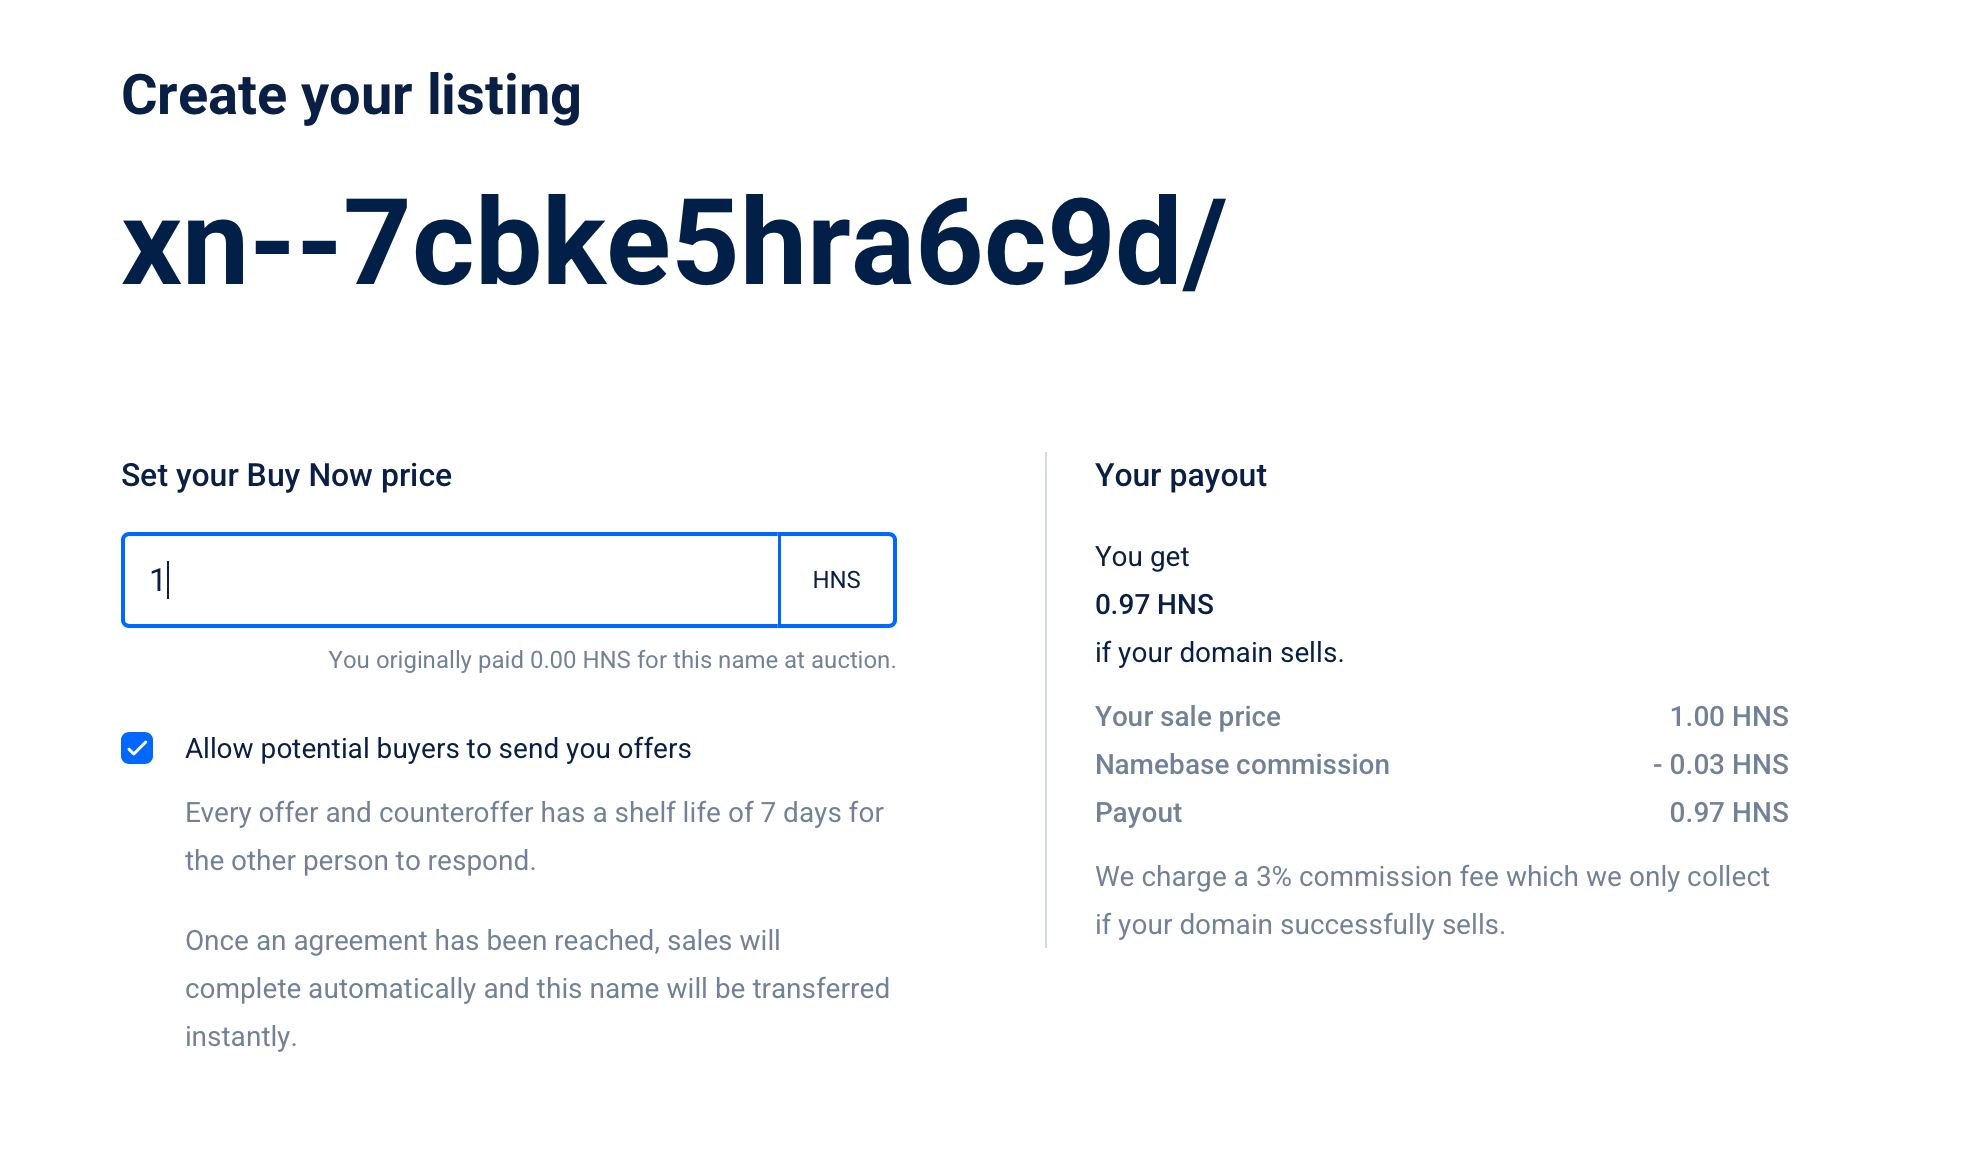 Create your listing
xn--7cbke5hra6c9d/
Set your Buy Now price
1
HNS
You originally paid 0.00 HNS for this name at auction.
Allow potential buyers to send you offers
Every offer and counteroffer has a shelf life of 7 days for
the other person to respond.
Once an agreement has been reached, sales will
complete automatically and this name will be transferred
instantly.
Your payout
You get
0.97 HNS
if your domain sells.
Your sale price 1.00 HNS
Namebase commission - 0.03 HNS
Payout 0.97 HNS
We charge a 3% commission fee which we only collect
if your domain successfully sells.